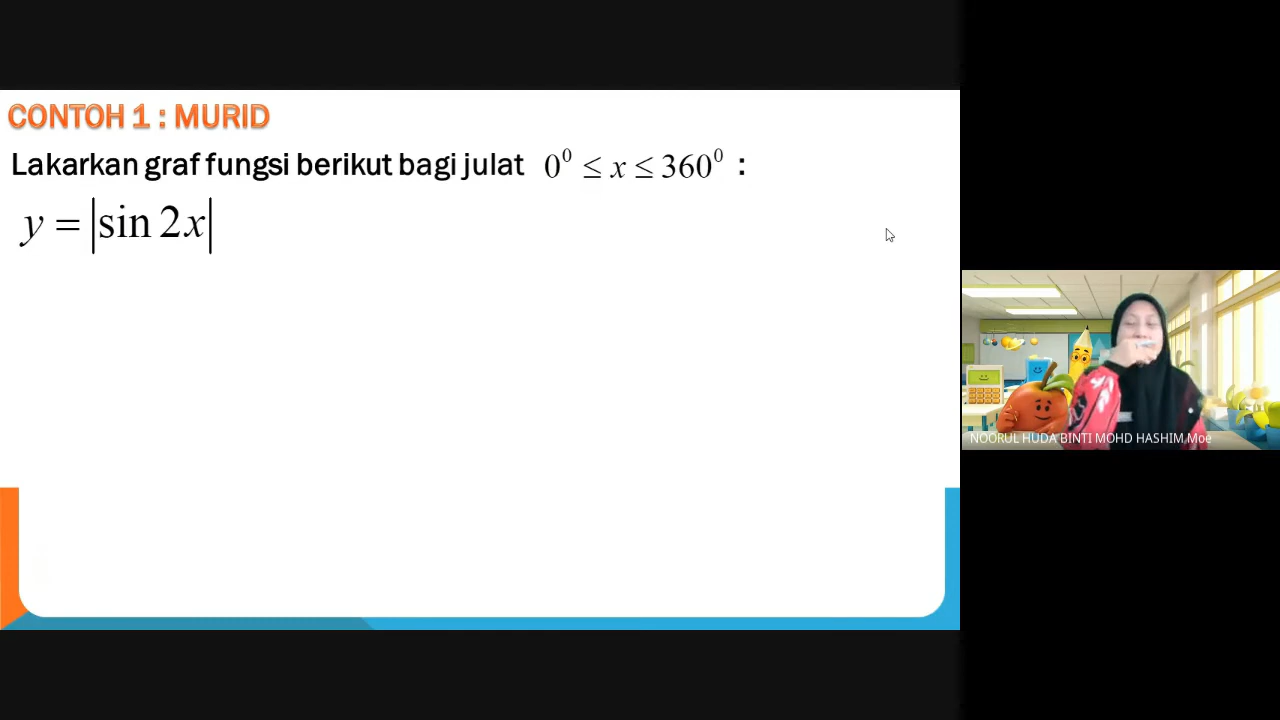 CONTOH 1 : MURID
Lakarkan graf fungsi berikut bagi julat 0⁰ ≤ x ≤ 360⁰ :
y = |sin 2x|
NOORUL HUDA BINTI MOHD HASHIM Moe